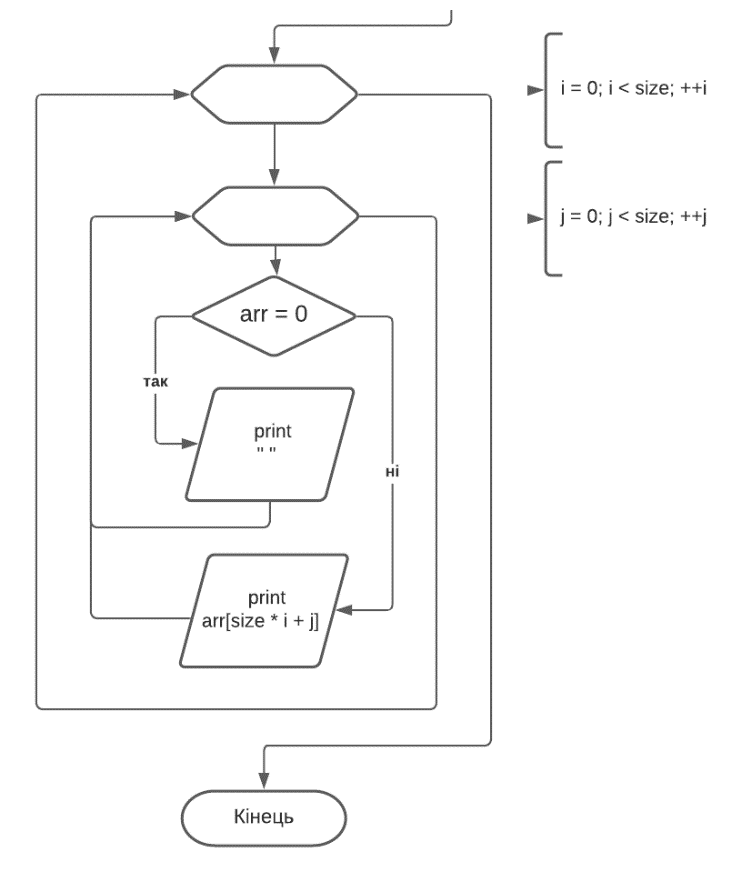 i = 0; i < size; ++i
j = 0; j < size; ++j
arr = 0
так
print
" "
ні
print
arr[size * i + j]
Кінець